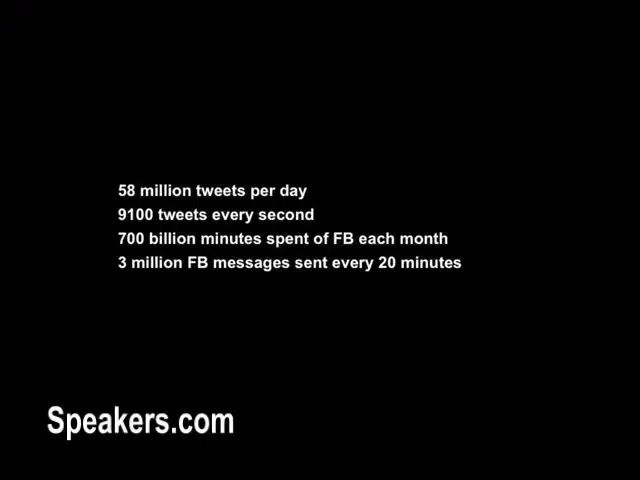 58 million tweets per day
9100 tweets every second
700 billion minutes spent of FB each month
3 million FB messages sent every 20 minutes
Speakers.com